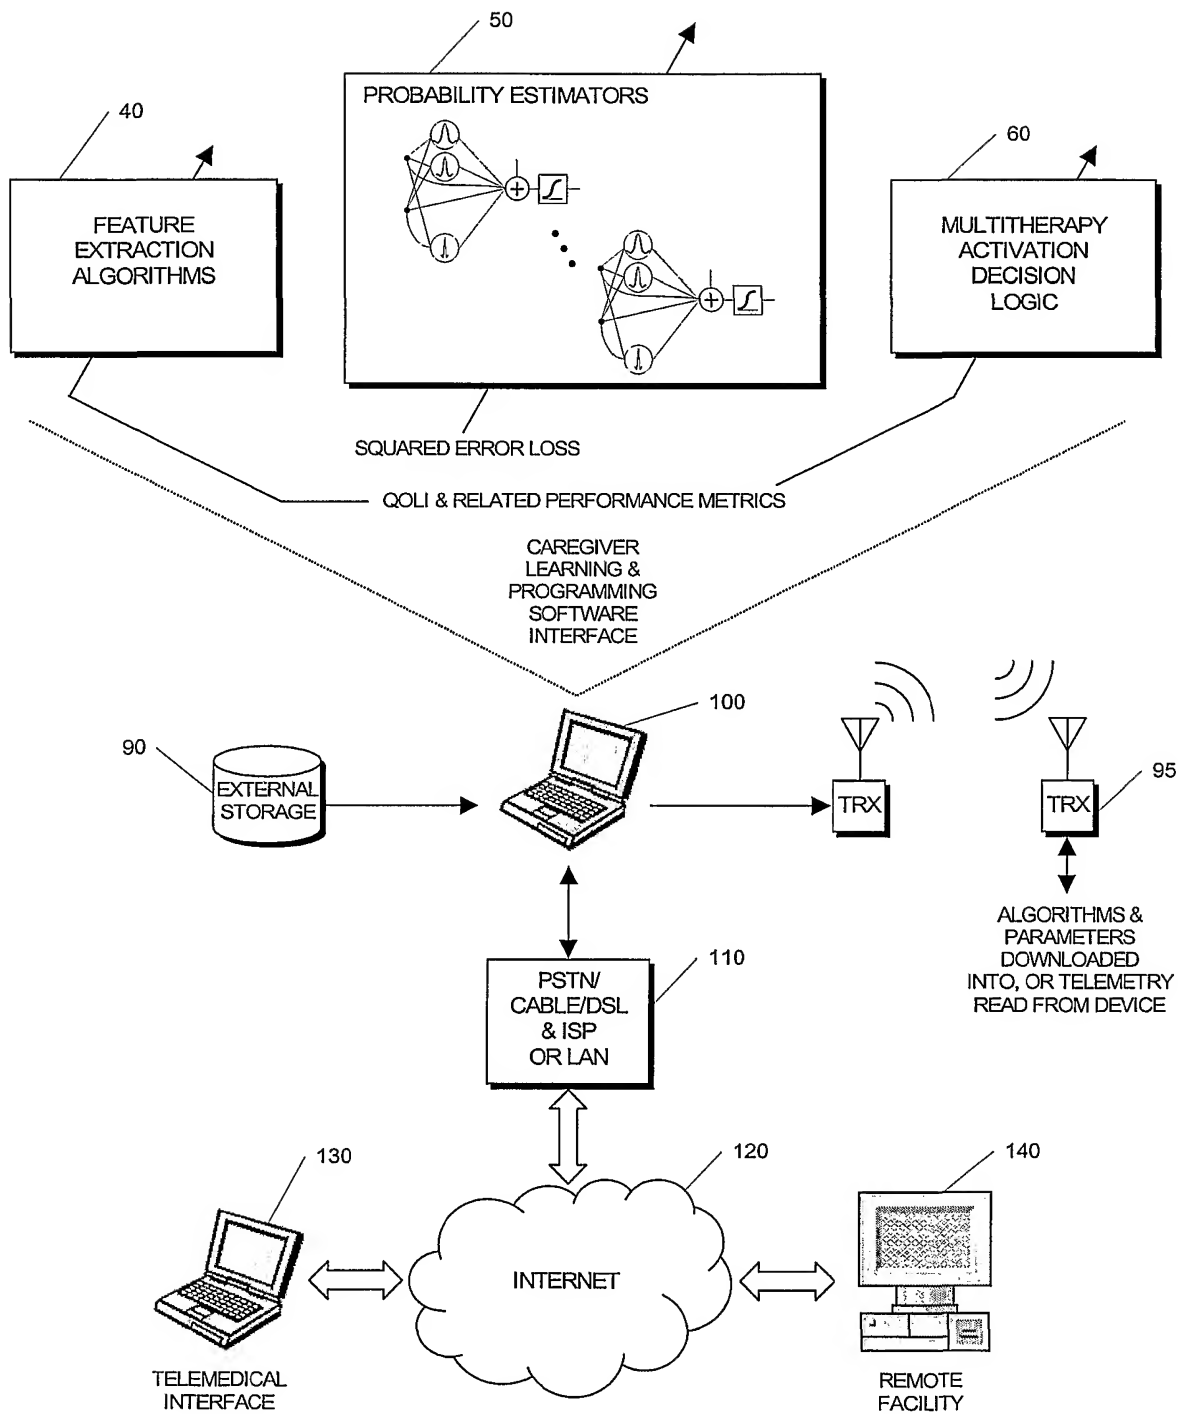 50
PROBABILITY ESTIMATORS
40
60
FEATURE
EXTRACTION
ALGORITHMS
MULTITHERAPY
ACTIVATION
DECISION
LOGIC
SQUARED ERROR LOSS
QOLI & RELATED PERFORMANCE METRICS
CAREGIVER
LEARNING &
PROGRAMMING
SOFTWARE
INTERFACE
100
90
EXTERNAL
STORAGE
TRX
TRX
95
ALGORITHMS &
PARAMETERS
DOWNLOADED
INTO, OR TELEMETRY
READ FROM DEVICE
110
PSTN/
CABLE/DSL
& ISP
OR LAN
130
120
140
INTERNET
TELEMEDICAL
INTERFACE
REMOTE
FACILITY